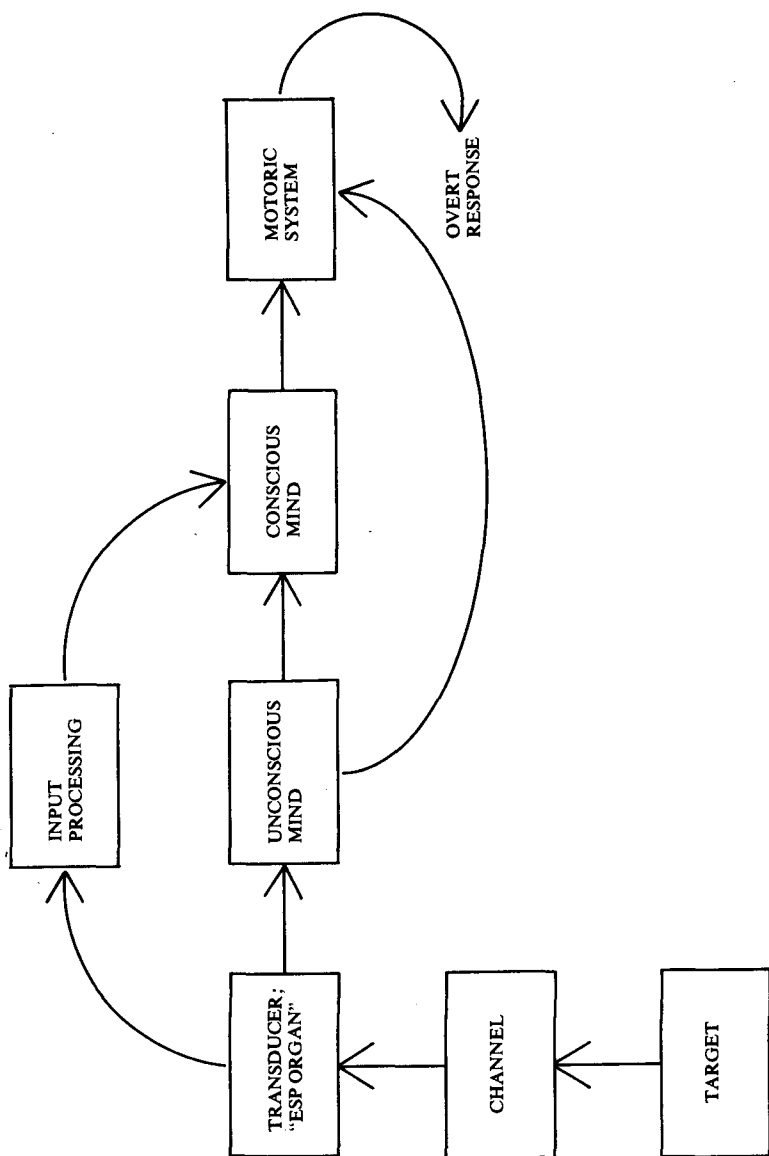 TARGET
CHANNEL
TRANSDUCER;
“ESP ORGAN”
INPUT
PROCESSING
UNCONSCIOUS
MIND
CONSCIOUS
MIND
MOTORIC
SYSTEM
OVERT
RESPONSE